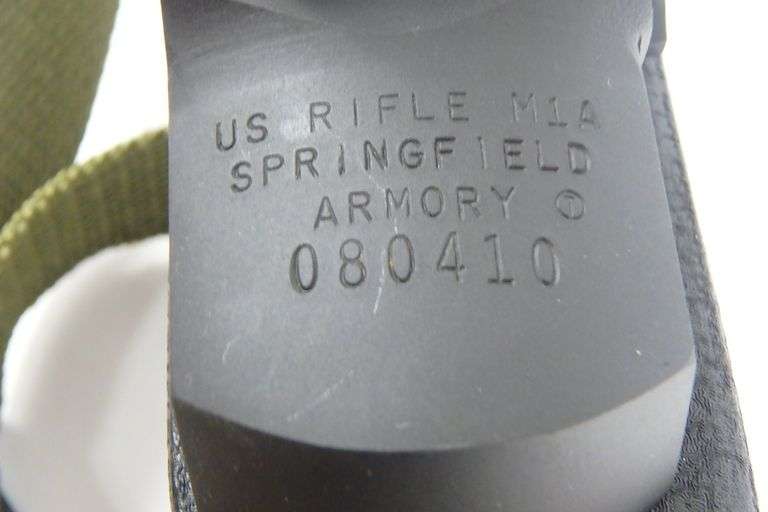 US RIFLE M1A
SPRINGFIELD
ARMORY Ⓣ
080410